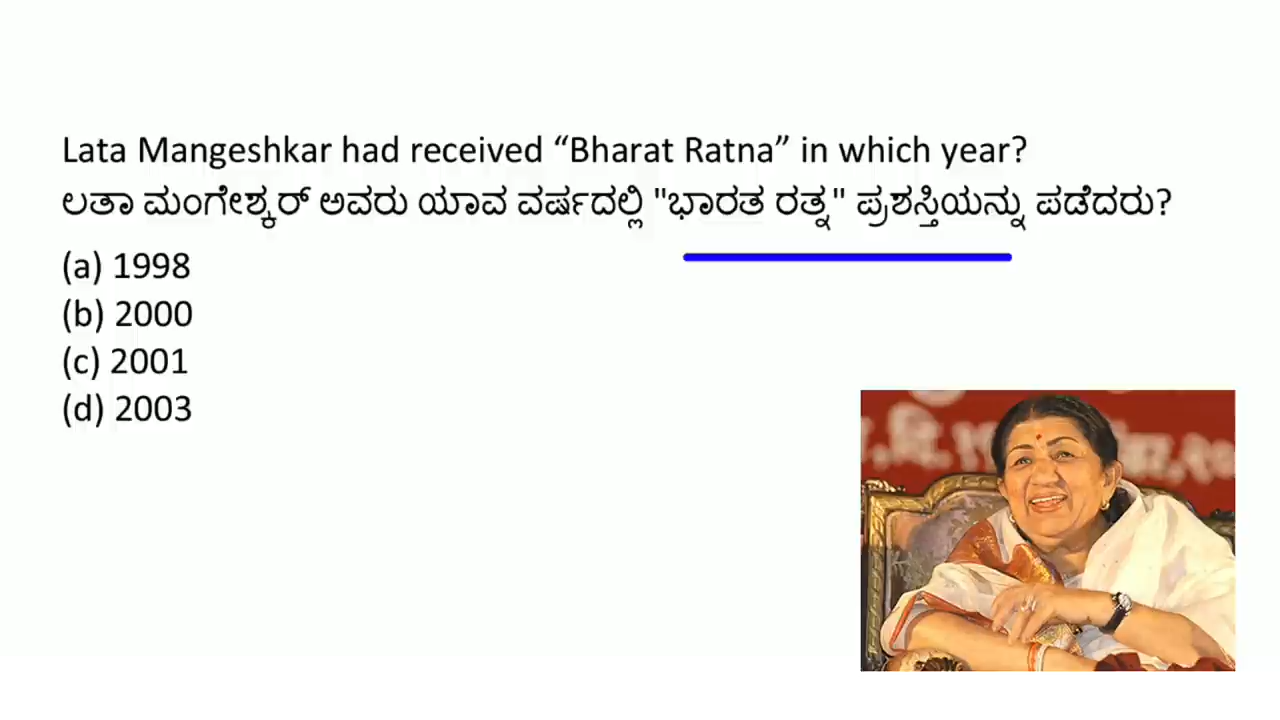 Lata Mangeshkar had received “Bharat Ratna” in which year?
ಲತಾ ಮಂಗೇಶ್ಕರ್ ಅವರು ಯಾವ ವರ್ಷದಲ್ಲಿ "ಭಾರತ ರತ್ನ" ಪ್ರಶಸ್ತಿಯನ್ನು ಪಡೆದರು?
(a) 1998
(b) 2000
(c) 2001
(d) 2003